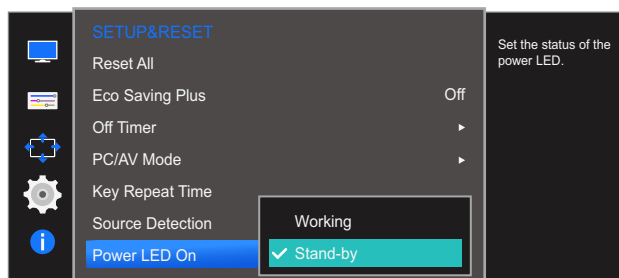 SETUP&RESET
Reset All
Eco Saving Plus Off
Off Timer
PC/AV Mode
Key Repeat Time
Source Detection
Power LED On
Working
Stand-by
Set the status of the
power LED.